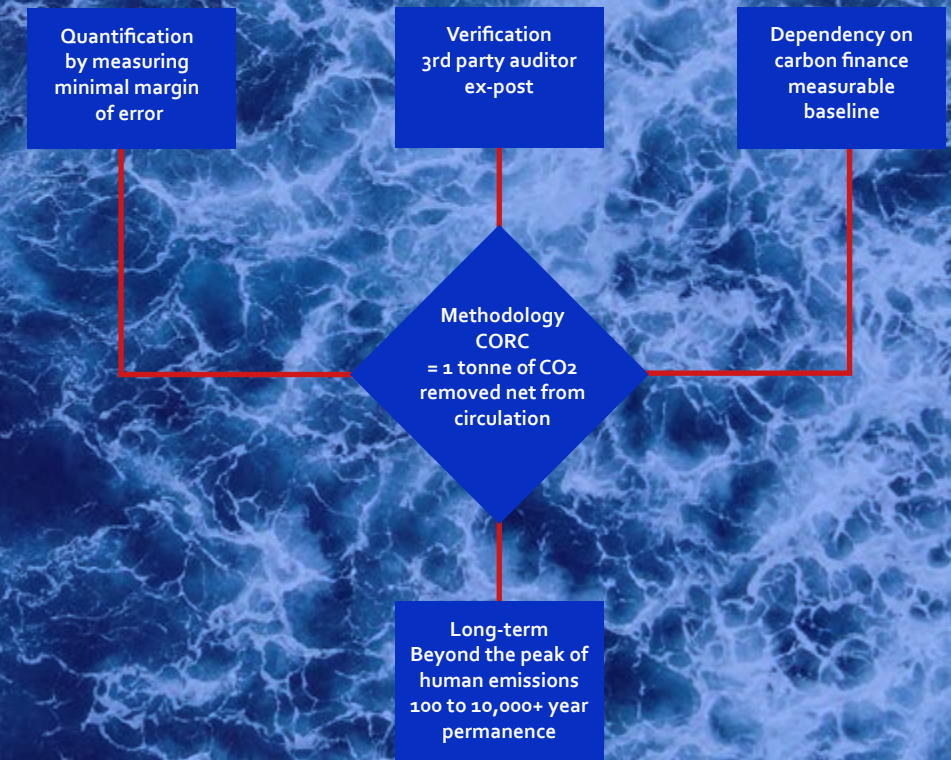 Quantification
by measuring
minimal margin
of error
Verification
3rd party auditor
ex-post
Dependency on
carbon finance
measurable
baseline
Methodology
CORC
= 1 tonne of CO2
removed net from
circulation
Long-term
Beyond the peak of
human emissions
100 to 10,000+ year
permanence